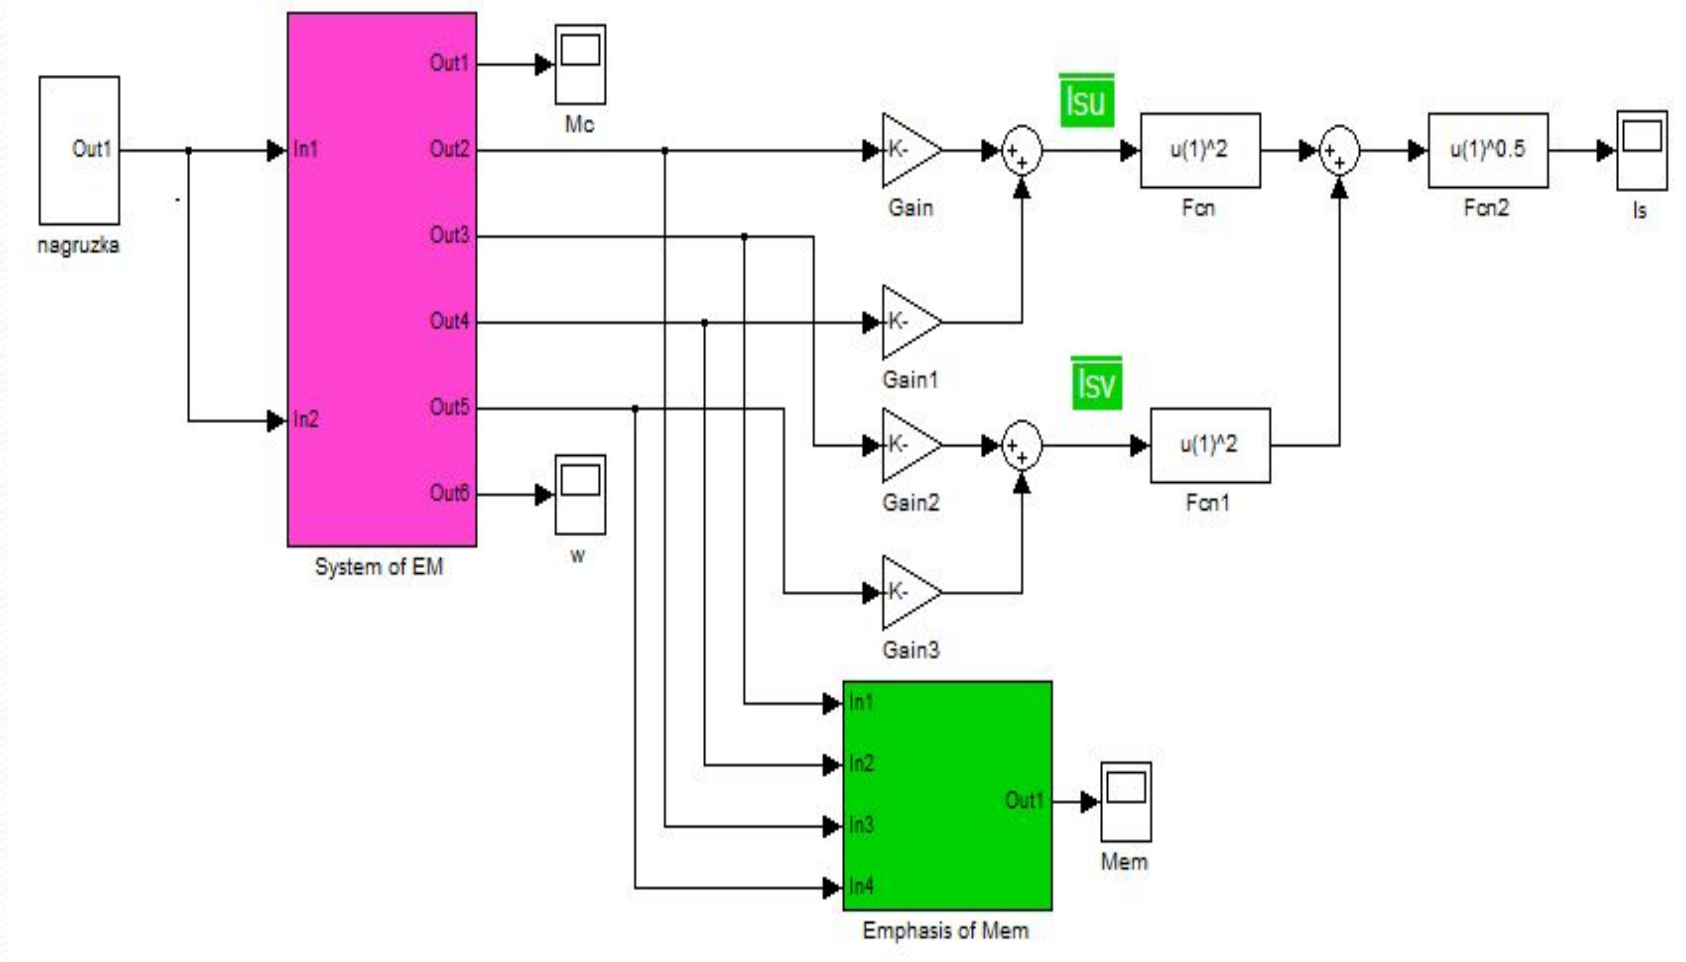 Out1
nagruzka
In1
In2
Out1
Out2
Out3
Out4
Out5
Out6
System of EM
Mc
w
K-
Gain
K-
Gain1
K-
Gain2
K-
Gain3
+
+
+
+
Isu
Isv
u(1)^2
Fcn
u(1)^2
Fcn1
+
+
u(1)^0.5
Fcn2
Is
In1
In2
In3
In4
Out1
Emphasis of Mem
Mem